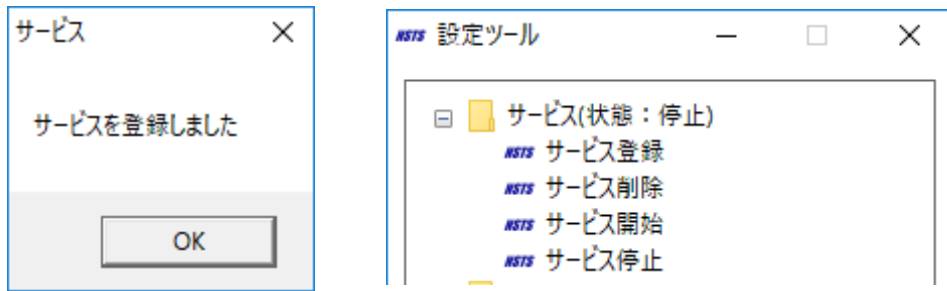 サービス
サービスを登録しました
OK
NSTS 設定ツール
サービス(状態：停止)
NSTS サービス登録
NSTS サービス削除
NSTS サービス開始
NSTS サービス停止